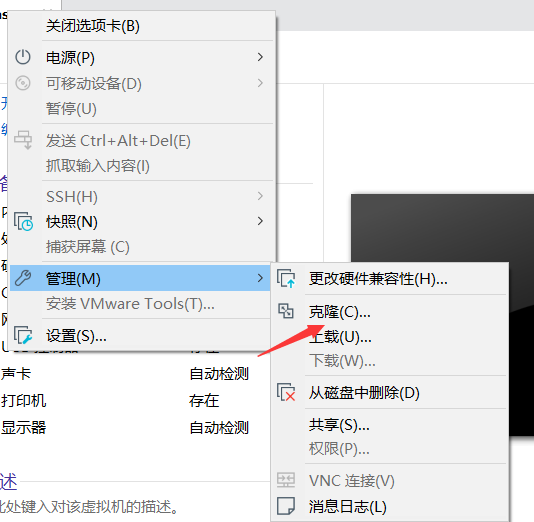 关闭选项卡(B)
电源(P)
可移动设备(D)
暂停(U)
发送 Ctrl+Alt+Del(E)
抓取输入内容(I)
SSH(H)
快照(N)
捕获屏幕 (C)
管理(M)
安装 VMware Tools(T)...
设置(S)...
更改硬件兼容性(H)...
克隆(C)...
上载(U)...
下载(W)...
从磁盘中删除(D)
共享(S)...
权限(P)...
VNC 连接(V)
消息日志(L)
声卡 自动检测
打印机 存在
显示器 自动检测
述
此处键入对该虚拟机的描述。